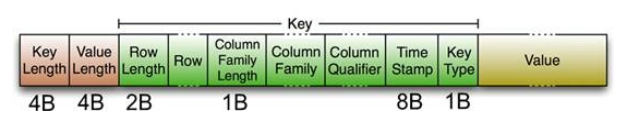 Key
Key Length
Value Length
Row Length
Row
Column Family Length
Column Family
Column Qualifier
Time Stamp
Key Type
Value
4B 4B 2B 1B 8B 1B